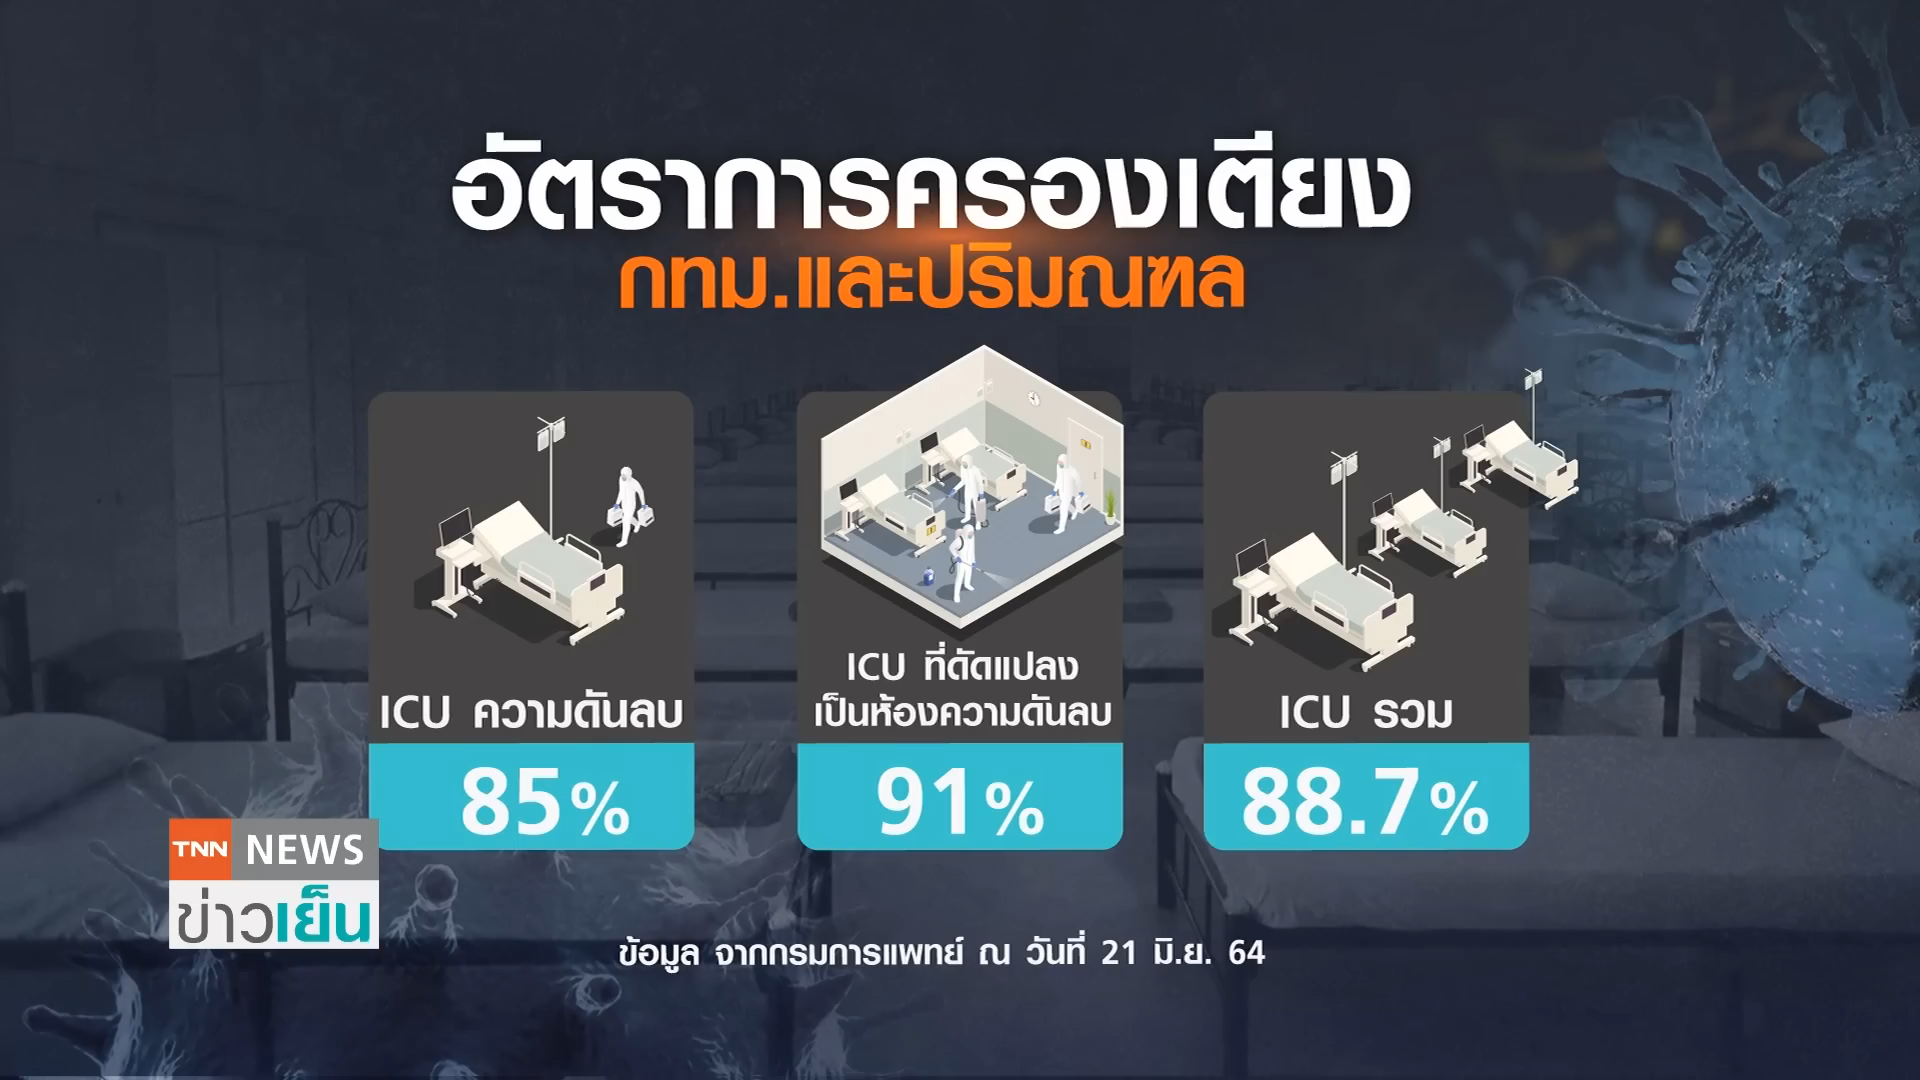 อัตราการครองเตียง
กทม.และปริมณฑล
ICU ความดันลบ
85%
ICU ที่ดัดแปลง
เป็นห้องความดันลบ
91%
ICU รวม
88.7%
TNN NEWS
ข่าวเย็น
ข้อมูล จากกรมการแพทย์ ณ วันที่ 21 มิ.ย. 64